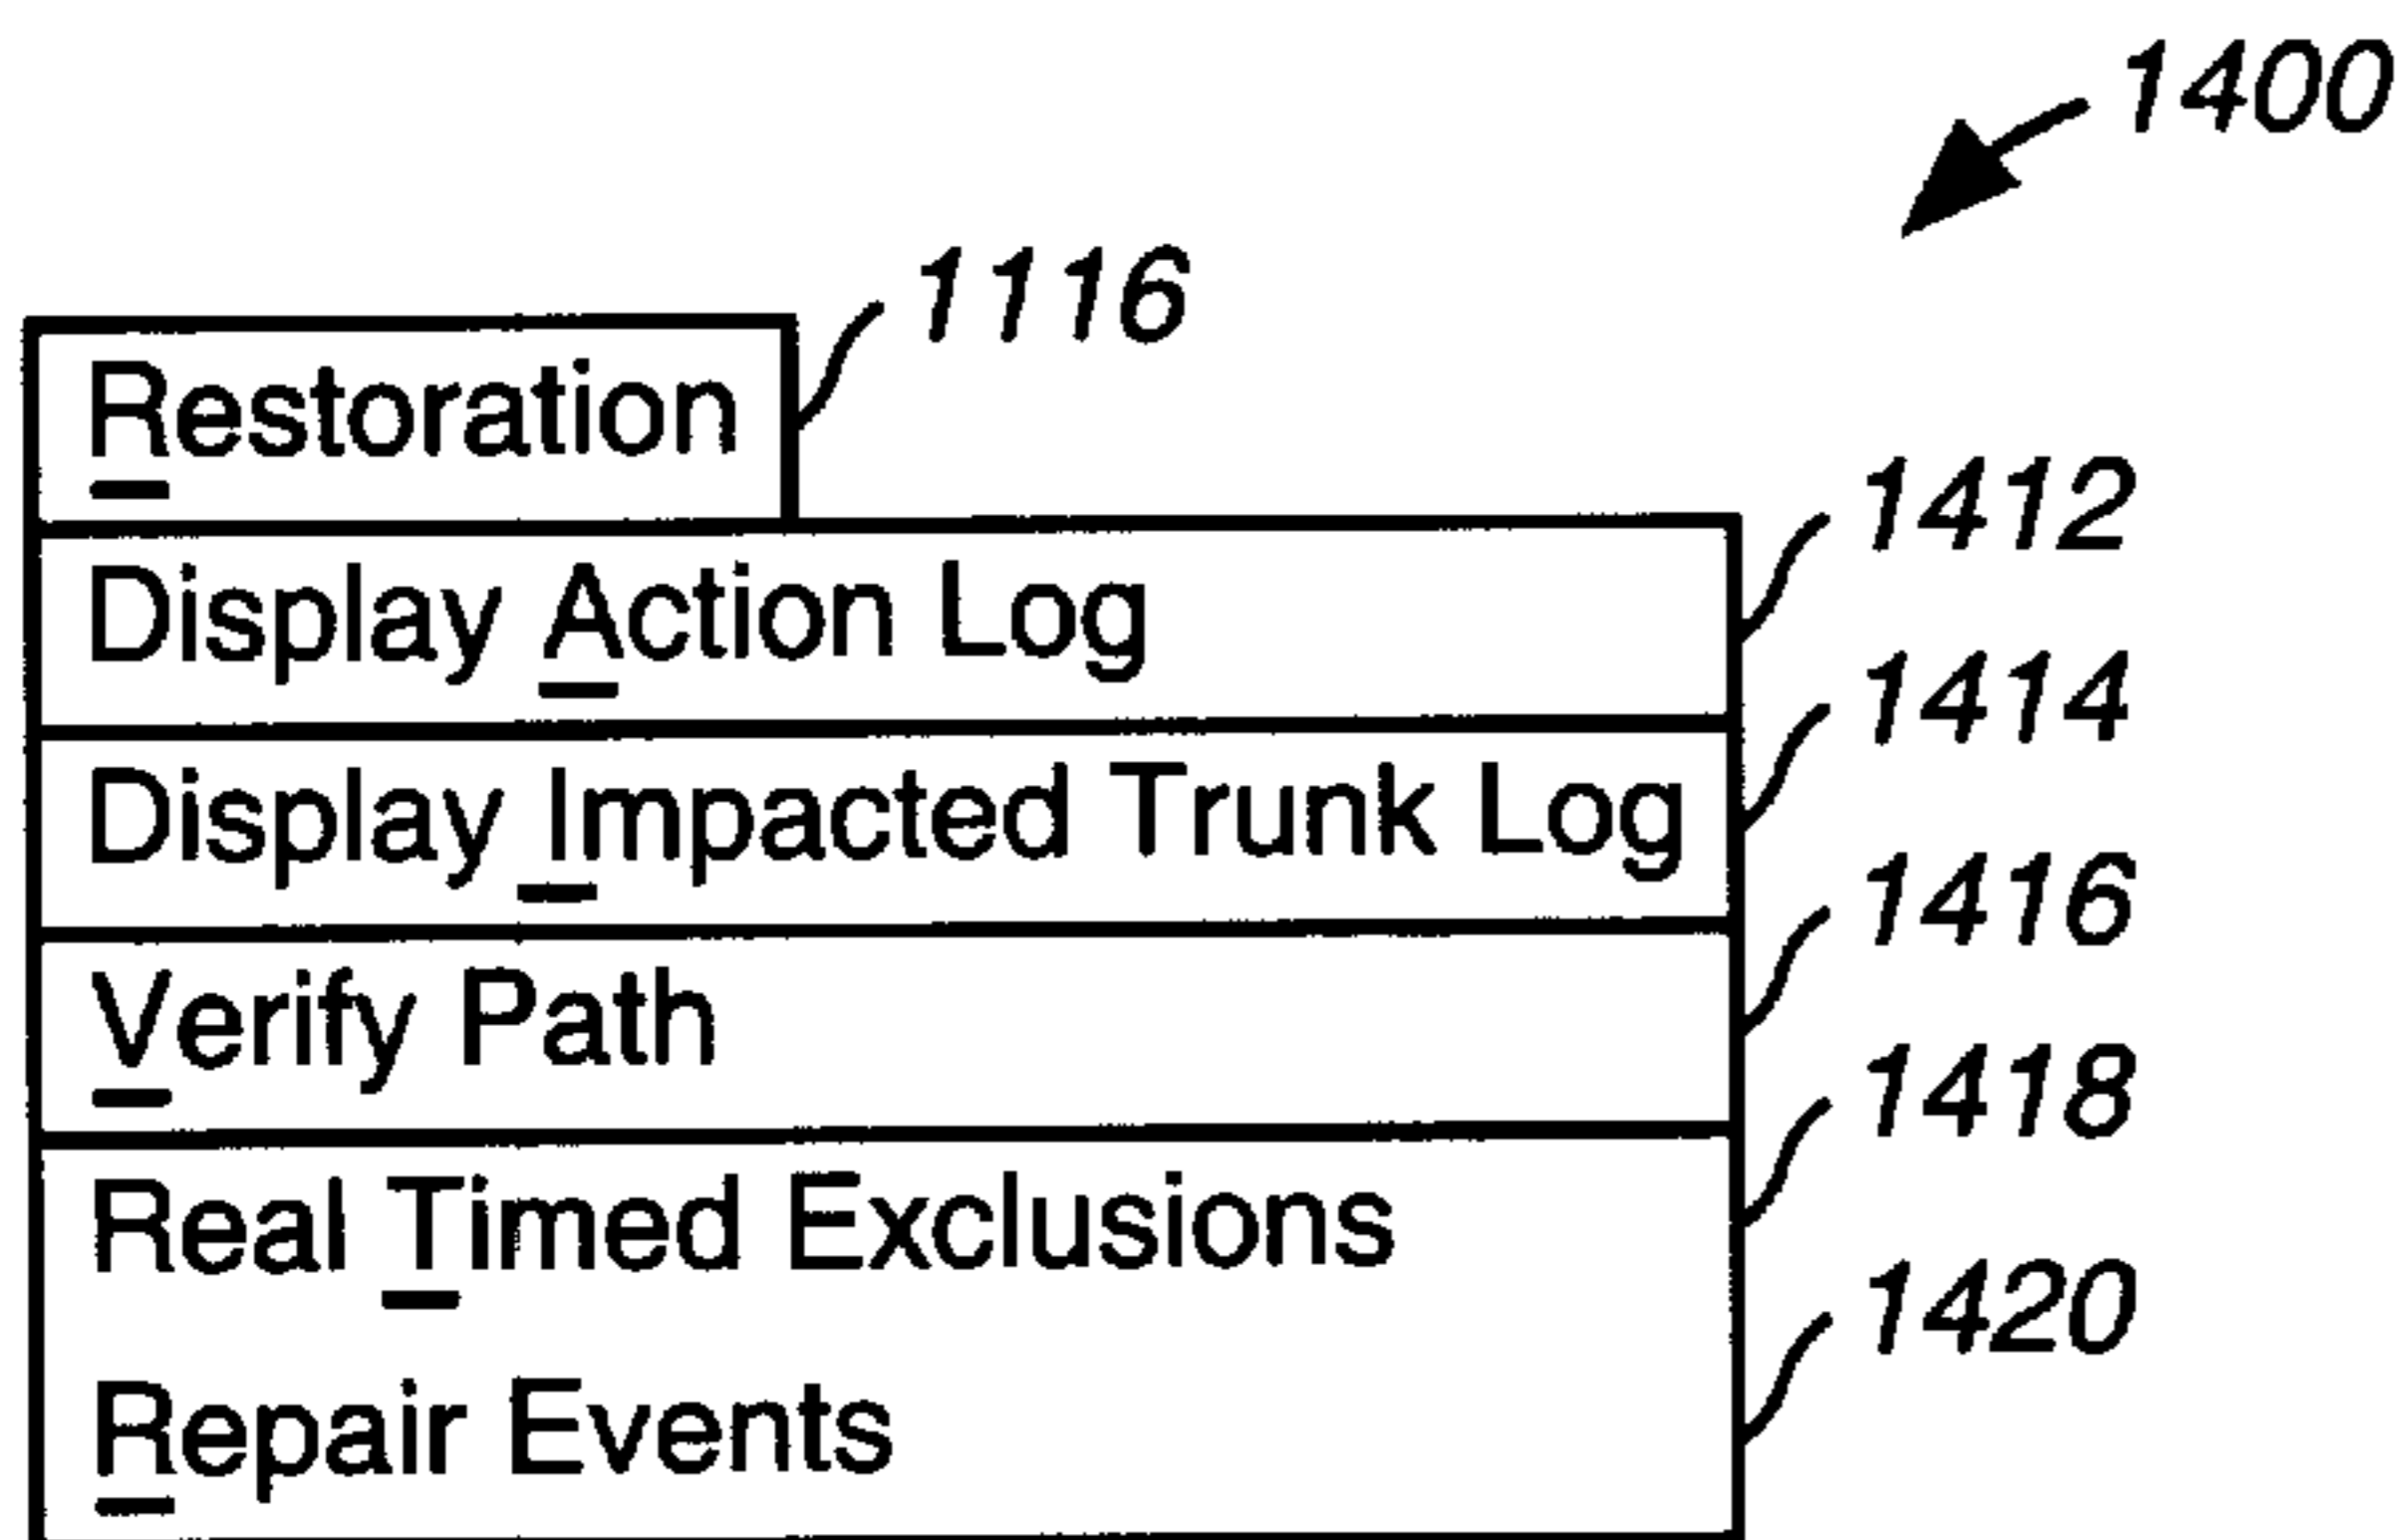 1400
Restoration 1116
Display Action Log 1412
Display Impacted Trunk Log 1414
Verify Path 1416
Real Timed Exclusions 1418
Repair Events 1420